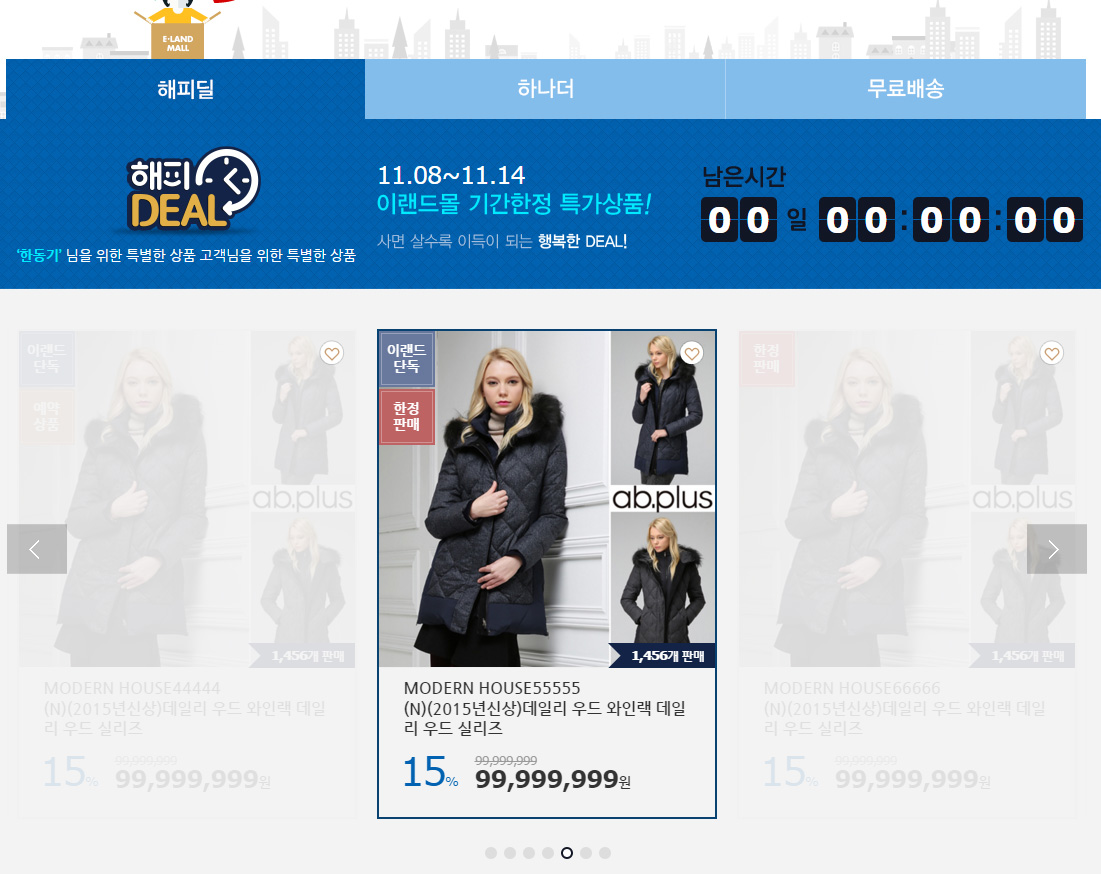 E·LAND
MALL
해피딜
하나더
무료배송
해피
DEAL
'한동기' 님을 위한 특별한 상품 고객님을 위한 특별한 상품
11.08~11.14
이랜드몰 기간한정 특가상품!
사면 살수록 이득이 되는 행복한 DEAL!
남은시간
00일 00:00:00
이랜드
단독
예약
상품
ab.plus
1,456개 판매
MODERN HOUSE44444
(N)(2015년신상)데일리 우드 와인랙 데일
리 우드 실리즈
99,999,999
15% 99,999,999원
이랜드
단독
한정
판매
ab.plus
1,456개 판매
MODERN HOUSE55555
(N)(2015년신상)데일리 우드 와인랙 데일
리 우드 실리즈
99,999,999
15% 99,999,999원
한정
판매
ab.plus
1,456개 판매
MODERN HOUSE66666
(N)(2015년신상)데일리 우드 와인랙 데일
리 우드 실리즈
99,999,999
15% 99,999,999원